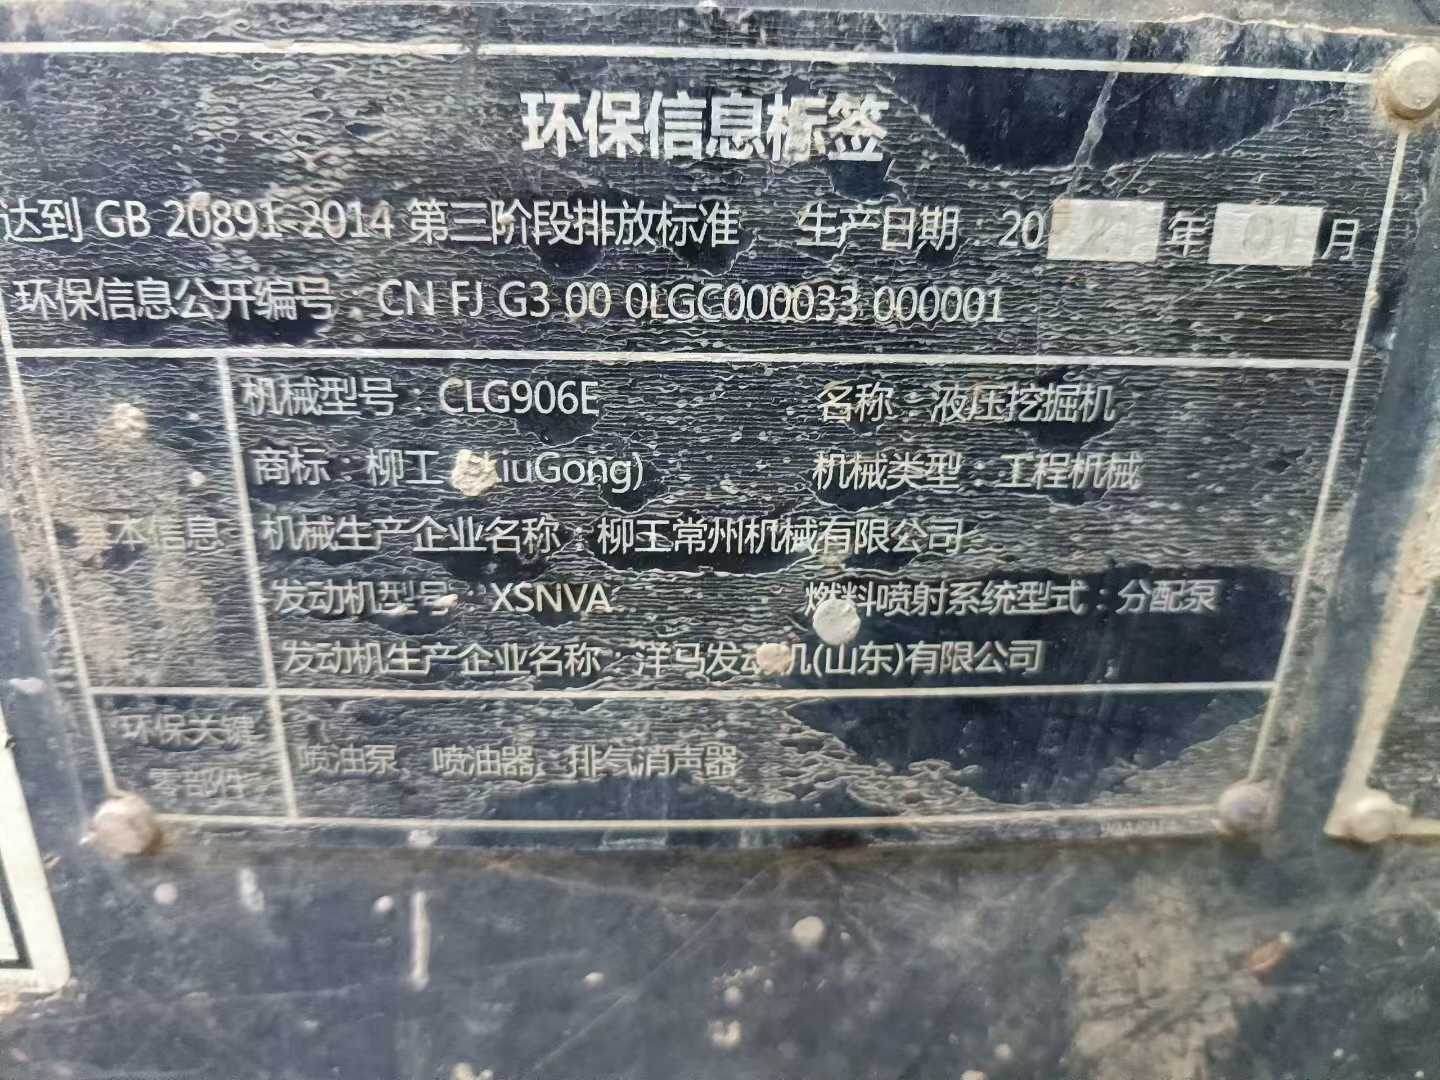 环保信息标签
达到 GB 20891-2014 第三阶段排放标准 生产日期：20 年 01 月
环保信息公开编号：CN FJ G3 00 0LGC000033 000001
机械型号：CLG906E 名称：液压挖掘机
商标：柳工 (LiuGong) 机械类型：工程机械
基本信息 机械生产企业名称：柳工常州机械有限公司
发动机型号：XSNVA 燃料喷射系统型式：分配泵
发动机生产企业名称：洋马发动机(山东)有限公司
环保关键
零部件 喷油泵 喷油器 排气消声器